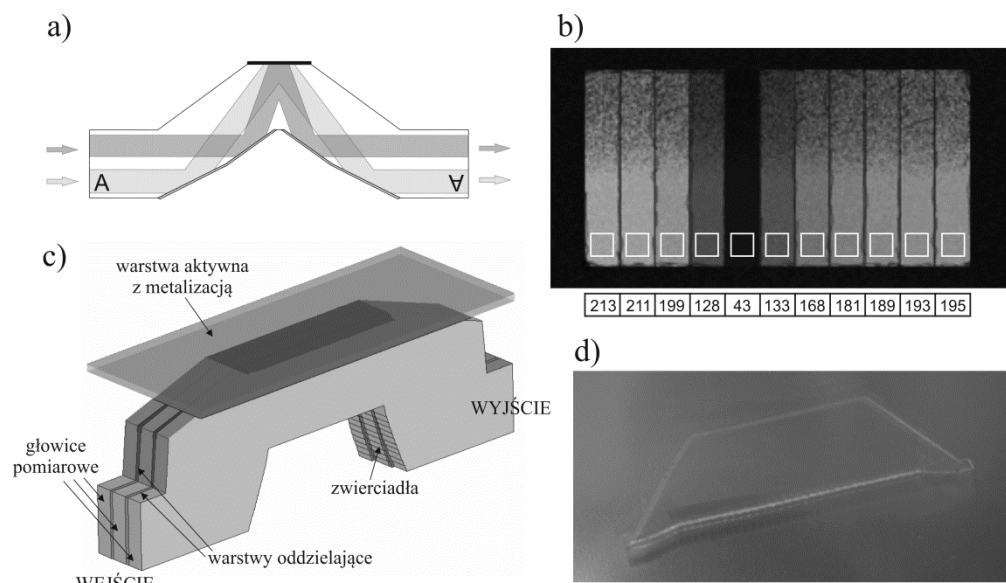 a)
A
A
b)
213 211 199 128 43 133 168 181 189 193 195
c)
warstwa aktywna
z metalizacją
WYJŚCIE
głowice
pomiarowe
zwierciadła
warstwy oddzielające
WEJŚCIE
d)